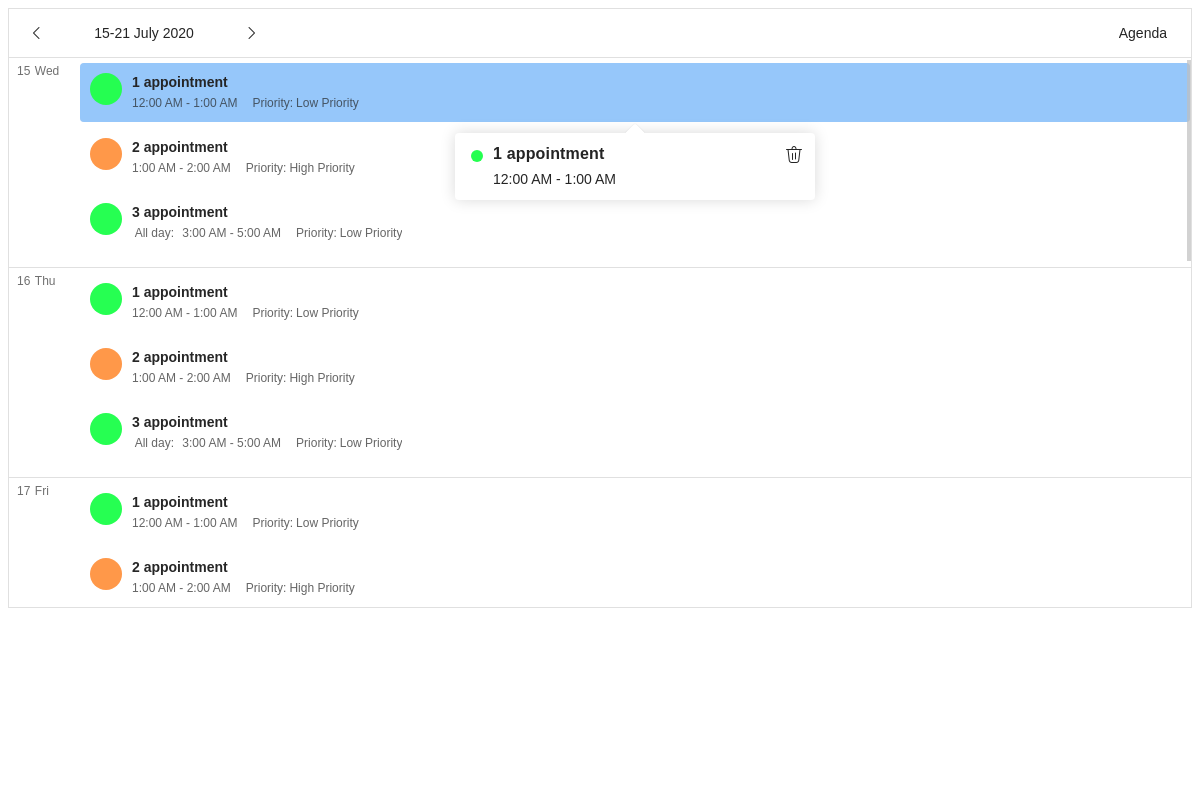 15-21 July 2020
Agenda
15 Wed
1 appointment
12:00 AM - 1:00 AM Priority: Low Priority
2 appointment
1:00 AM - 2:00 AM Priority: High Priority
1 appointment
12:00 AM - 1:00 AM
3 appointment
All day: 3:00 AM - 5:00 AM Priority: Low Priority
16 Thu
1 appointment
12:00 AM - 1:00 AM Priority: Low Priority
2 appointment
1:00 AM - 2:00 AM Priority: High Priority
3 appointment
All day: 3:00 AM - 5:00 AM Priority: Low Priority
17 Fri
1 appointment
12:00 AM - 1:00 AM Priority: Low Priority
2 appointment
1:00 AM - 2:00 AM Priority: High Priority